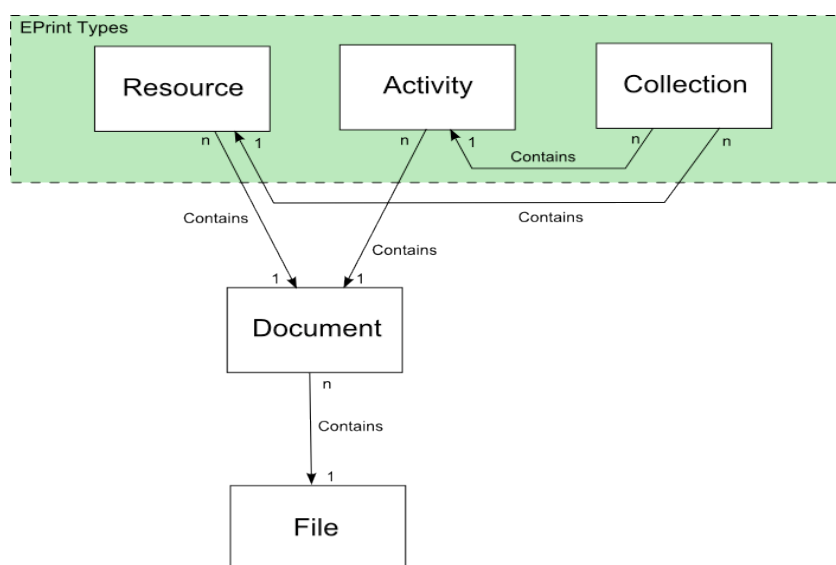 EPrint Types
Resource
Activity
Collection
n
1
n
1
n
n
Contains
Contains
Contains
Contains
1
1
Document
n
Contains
1
File